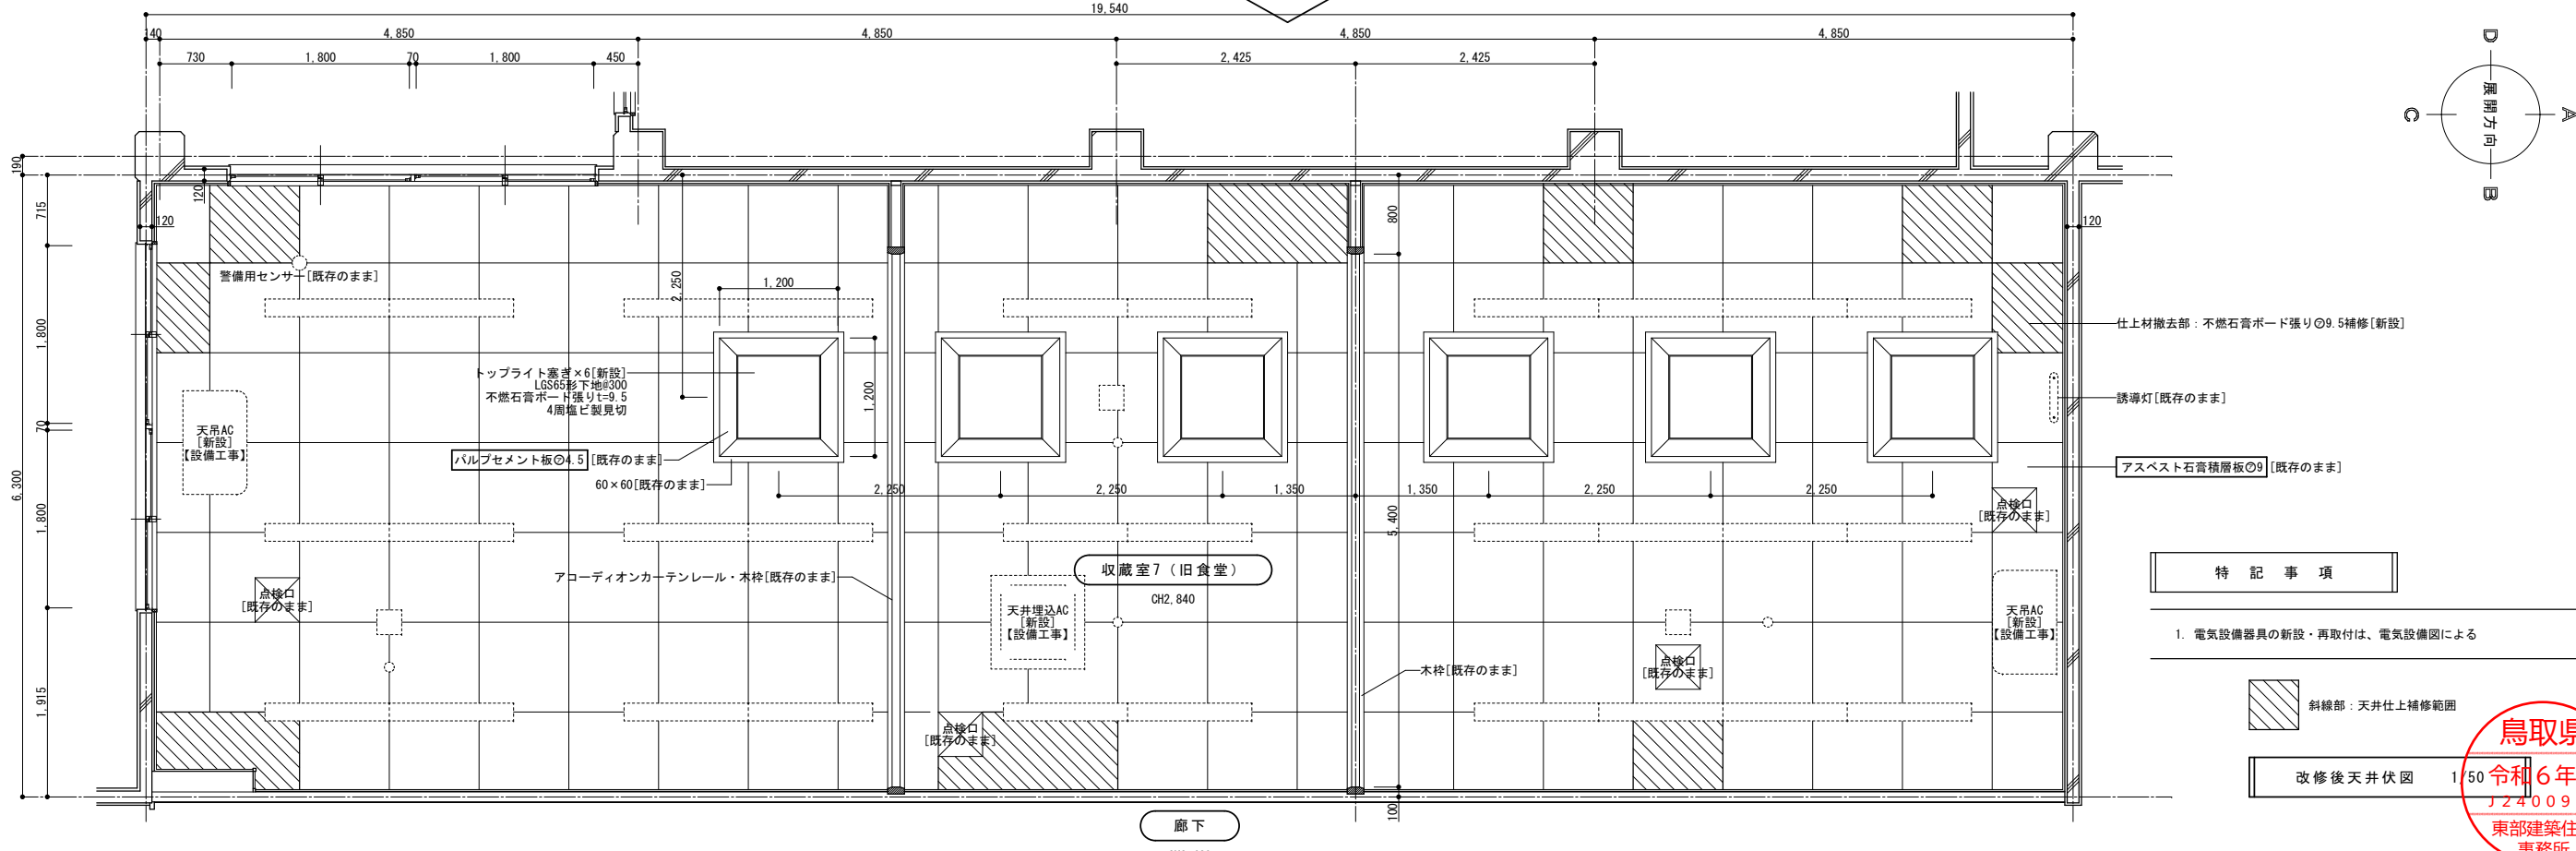 19,540
140
4,850
4,850
4,850
4,850
730
1,800
70
1,800
450
2,425
2,425
D
C
展開方向
A
B
190
120
715
120
800
120
警備用センサー[既存のまま]
2,250
1,200
1,800
仕上材撤去部：不燃石膏ボード張り㋐9.5補修[新設]
トップライト塞ぎ×6[新設]
LGS65形下地@300
不燃石膏ボード張りt=9.5
4周塩ビ製見切
1,200
誘導灯[既存のまま]
70
天吊AC
[新設]
【設備工事】
パルプセメント板㋐4.5 [既存のまま]
アスベスト石膏積層板㋐9 [既存のまま]
60×60[既存のまま]
6,300
2,250
2,250
1,350
1,350
2,250
2,250
1,800
5,400
点検口
[既存のまま]
アコーディオンカーテンレール・木枠[既存のまま]
収蔵室7（旧食堂）
CH2,840
特 記 事 項
点検口
[既存のまま]
天井埋込AC
[新設]
【設備工事】
天吊AC
[新設]
【設備工事】
1. 電気設備器具の新設・再取付は、電気設備図による
木枠[既存のまま]
点検口
[既存のまま]
1,915
点検口
[既存のまま]
斜線部：天井仕上補修範囲
改修後天井伏図 1/50
100
廊下
鳥取県
令和６年
J24009
東部建築住
事務所